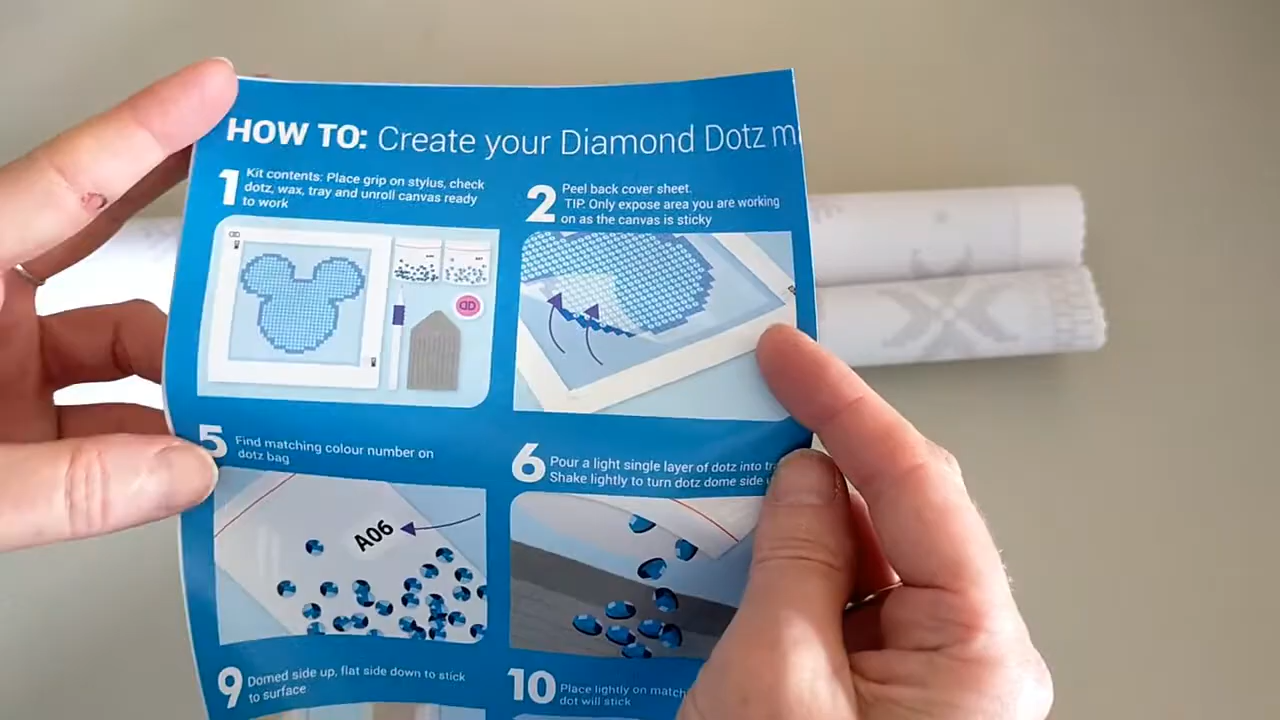 HOW TO: Create your Diamond Dotz
1 Kit contents: Place grip on stylus, check
dotz, wax, tray and unroll canvas ready
to work
2 Peel back cover sheet.
TIP: Only expose area you are working
on as the canvas is sticky
5 Find matching colour number on
dotz bag
6 Pour a light single layer of dotz into
Shake lightly to turn dotz dome side
A06
9 Domed side up, flat side down to stick
to surface
10 Place lightly on
dot will stick